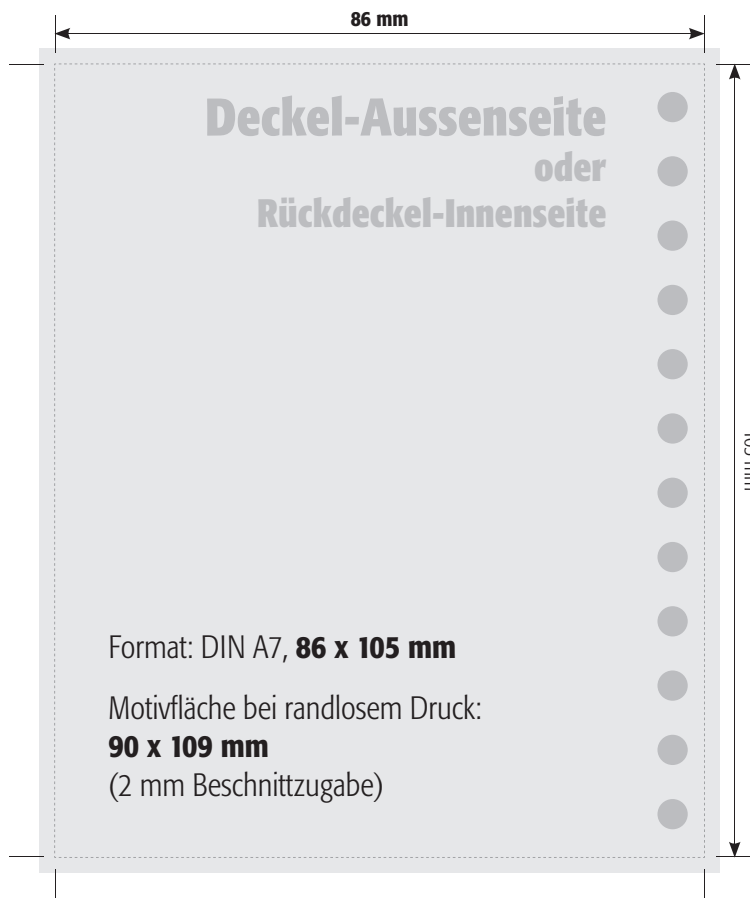 86 mm
Deckel-Aussenseite
oder
Rückdeckel-Innenseite
Format: DIN A7, 86 x 105 mm
Motivfläche bei randlosem Druck:
90 x 109 mm
(2 mm Beschnittzugabe)